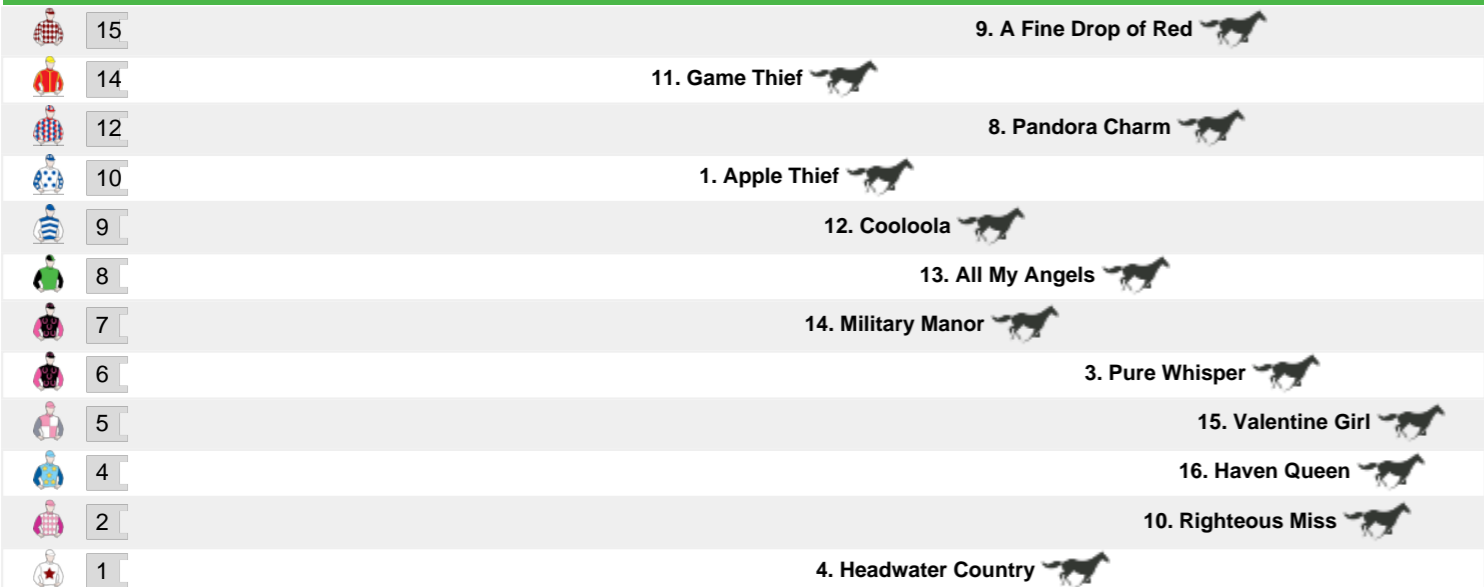 15 9. A Fine Drop of Red
14 11. Game Thief
12 8. Pandora Charm
10 1. Apple Thief
9 12. Cooloola
8 13. All My Angels
7 14. Military Manor
6 3. Pure Whisper
5 15. Valentine Girl
4 16. Haven Queen
2 10. Righteous Miss
1 4. Headwater Country